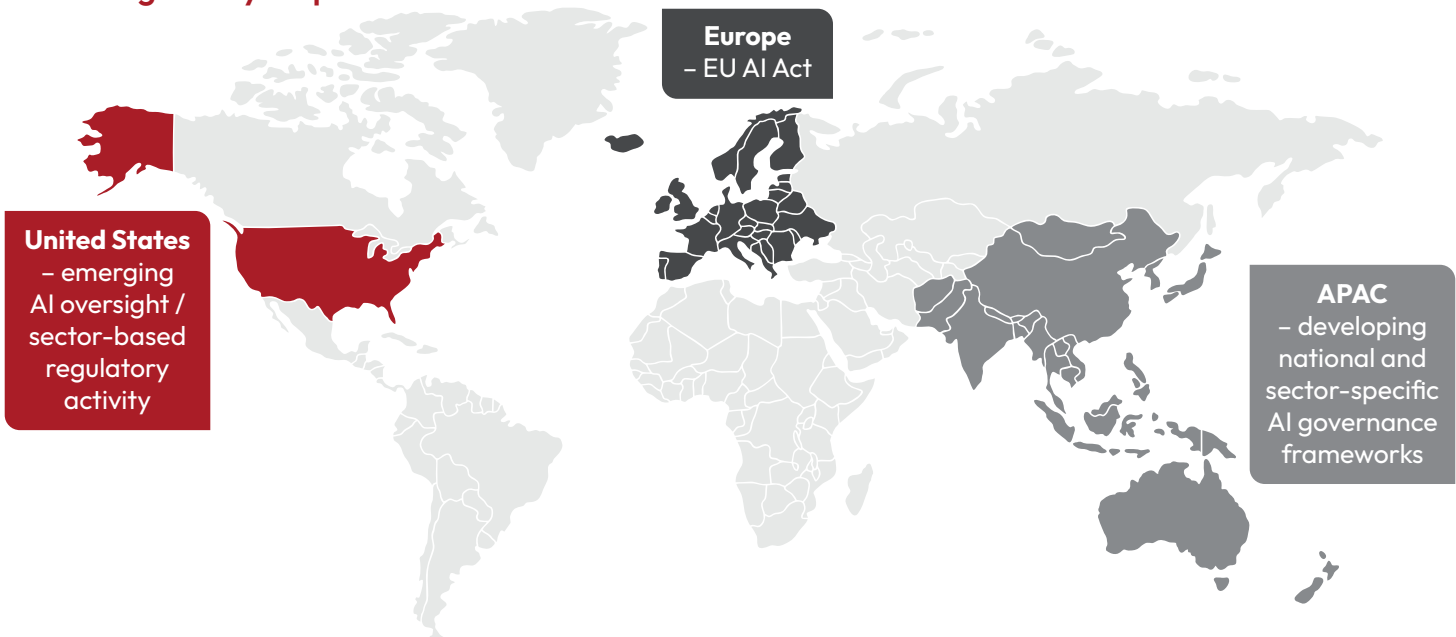 Europe
– EU AI Act
United States
– emerging
AI oversight /
sector-based
regulatory
activity
APAC
– developing
national and
sector-specific
AI governance
frameworks